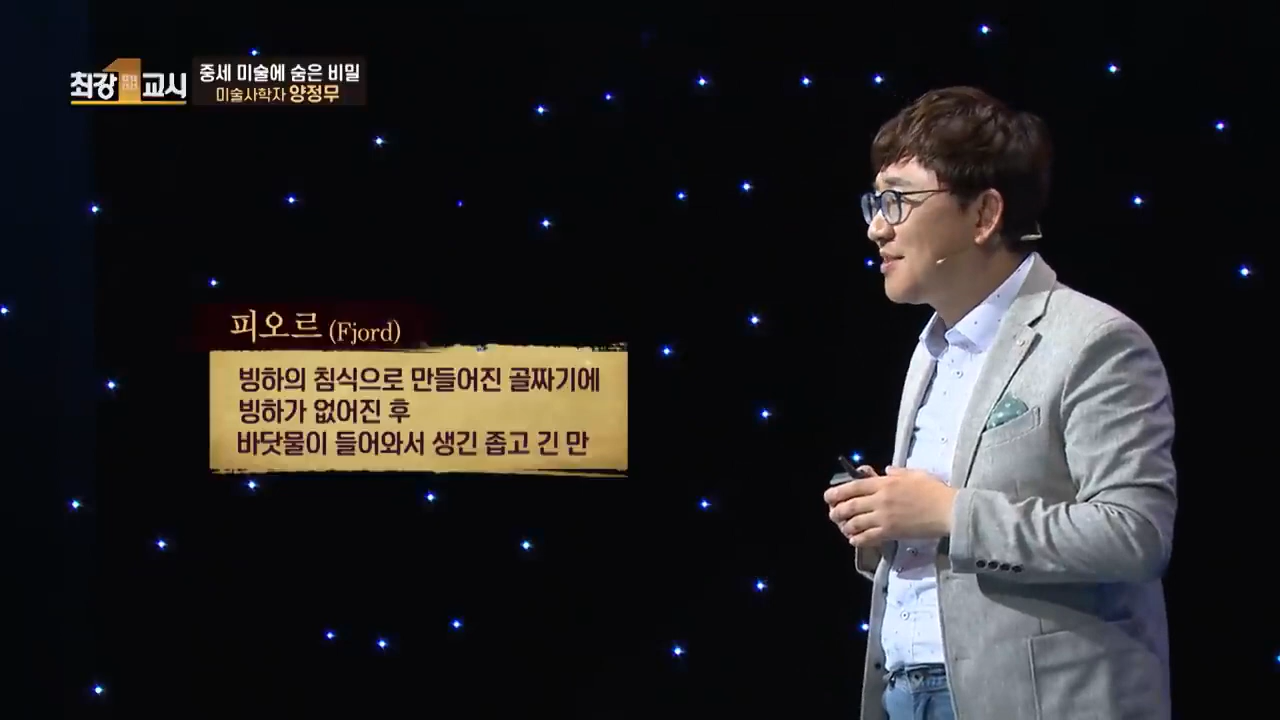 최강1교시
중세 미술에 숨은 비밀
미술사학자 양정무
피오르 (Fjord)
빙하의 침식으로 만들어진 골짜기에
빙하가 없어진 후
바닷물이 들어와서 생긴 좁고 긴 만